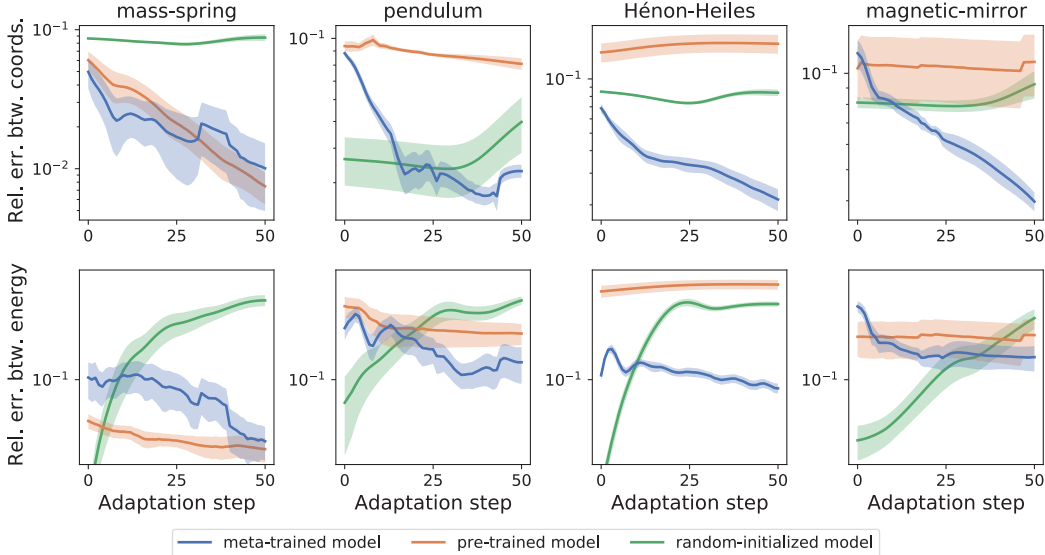 mass-spring pendulum Hénon-Heiles magnetic-mirror
Rel. err. btw. coords.
10⁻¹ 10⁻¹ 10⁻¹ 10⁻¹
10⁻²
0 25 50 0 25 50 0 25 50 0 25 50
Rel. err. btw. energy
10⁻¹ 10⁻¹ 10⁻¹ 10⁻¹
0 25 50 0 25 50 0 25 50 0 25 50
Adaptation step Adaptation step Adaptation step Adaptation step
meta-trained model pre-trained model random-initialized model